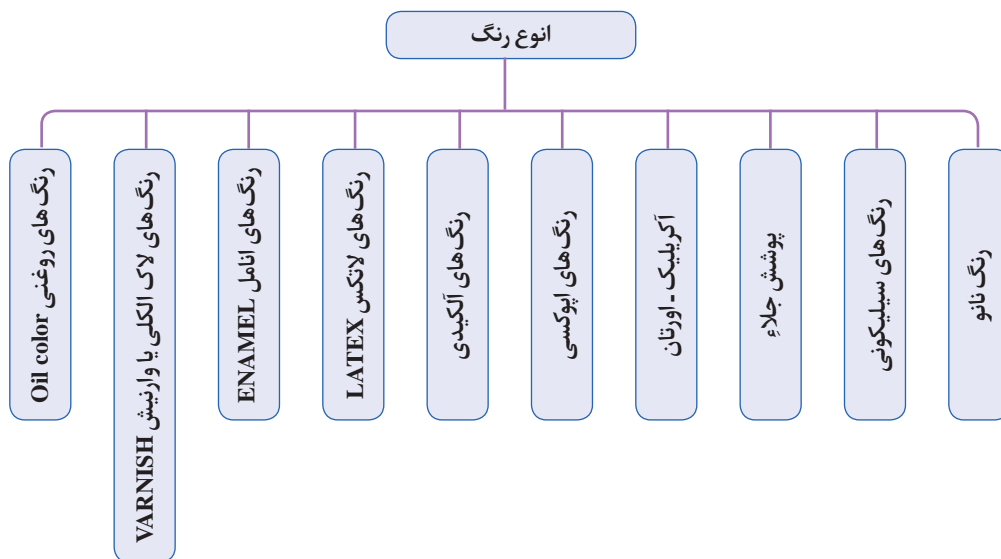 انوع رنگ
رنگ نانو
رنگ‌های سیلیکونی
پوشش جلاءِ
آکریلیک - اورتان
رنگ‌های اپوکسی
رنگ‌های آلکیدی
رنگ‌های لاتکس LATEX
رنگ‌های انامل ENAMEL
رنگ‌های لاک الکلی یا وارنیش VARNISH
رنگ‌های روغنی Oil color